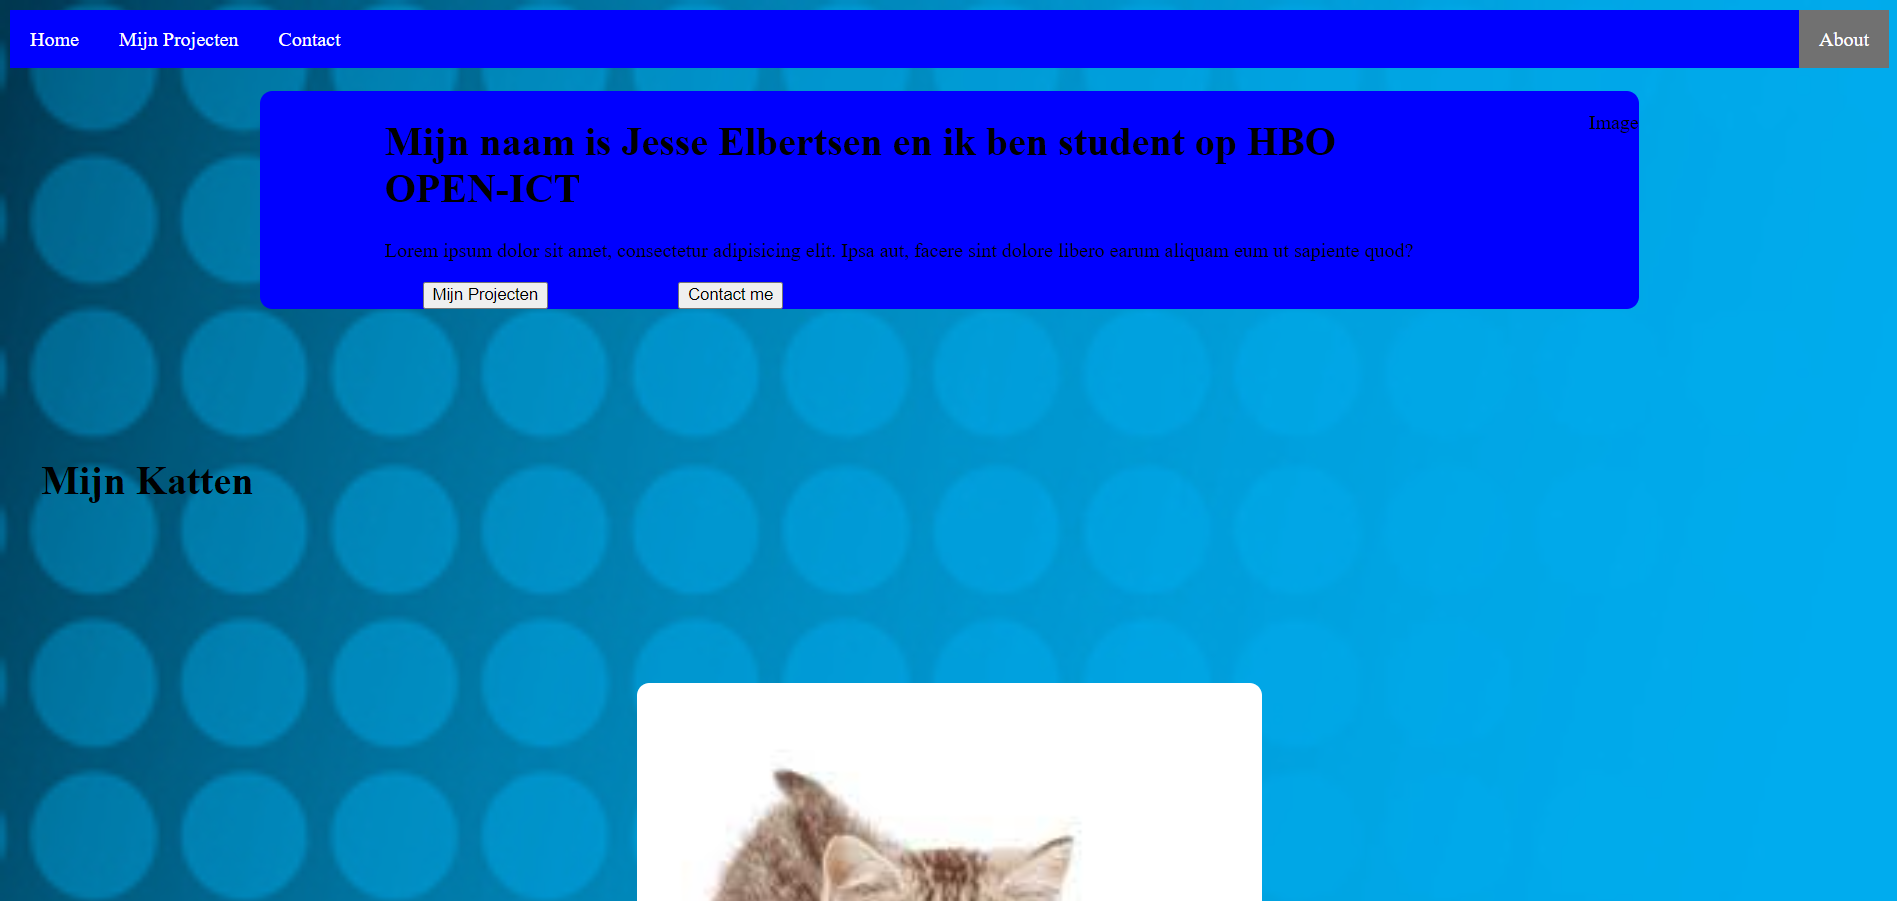 Home Mijn Projecten Contact About
Mijn naam is Jesse Elbertsen en ik ben student op HBO
OPEN-ICT
Image
Lorem ipsum dolor sit amet, consectetur adipisicing elit. Ipsa aut, facere sint dolore libero earum aliquam eum ut sapiente quod?
Mijn Projecten Contact me
Mijn Katten